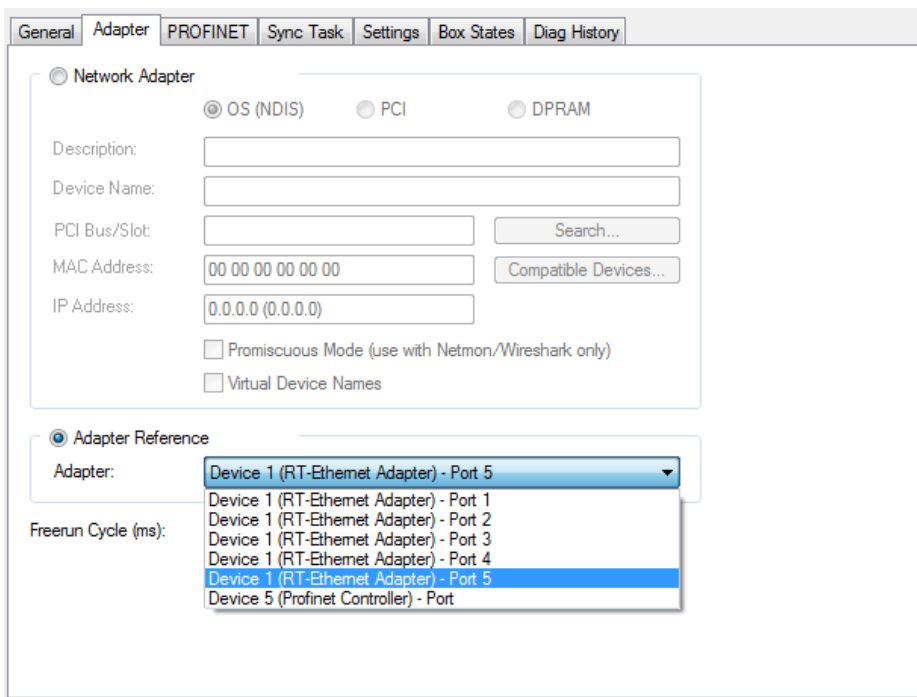 General Adapter PROFINET Sync Task Settings Box States Diag History
Network Adapter
OS (NDIS) PCI DPRAM
Description:
Device Name:
PCI Bus/Slot: Search...
MAC Address: 00 00 00 00 00 00 Compatible Devices...
IP Address: 0.0.0.0 (0.0.0.0)
Promiscuous Mode (use with Netmon/Wireshark only)
Virtual Device Names
Adapter Reference
Adapter: Device 1 (RT-Ethernet Adapter) - Port 5
Device 1 (RT-Ethernet Adapter) - Port 1
Device 1 (RT-Ethernet Adapter) - Port 2
Freerun Cycle (ms): Device 1 (RT-Ethernet Adapter) - Port 3
Device 1 (RT-Ethernet Adapter) - Port 4
Device 1 (RT-Ethernet Adapter) - Port 5
Device 5 (Profinet Controller) - Port